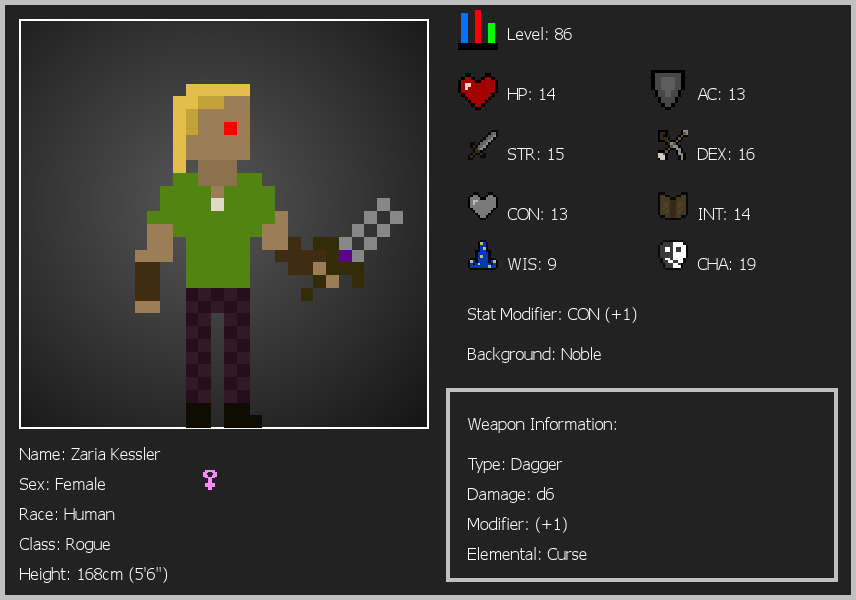 Level: 86
HP: 14
AC: 13
STR: 15
DEX: 16
CON: 13
INT: 14
WIS: 9
CHA: 19
Stat Modifier: CON (+1)
Background: Noble
Weapon Information:
Type: Dagger
Damage: d6
Modifier: (+1)
Elemental: Curse
Name: Zaria Kessler
Sex: Female
Race: Human
Class: Rogue
Height: 168cm (5'6")